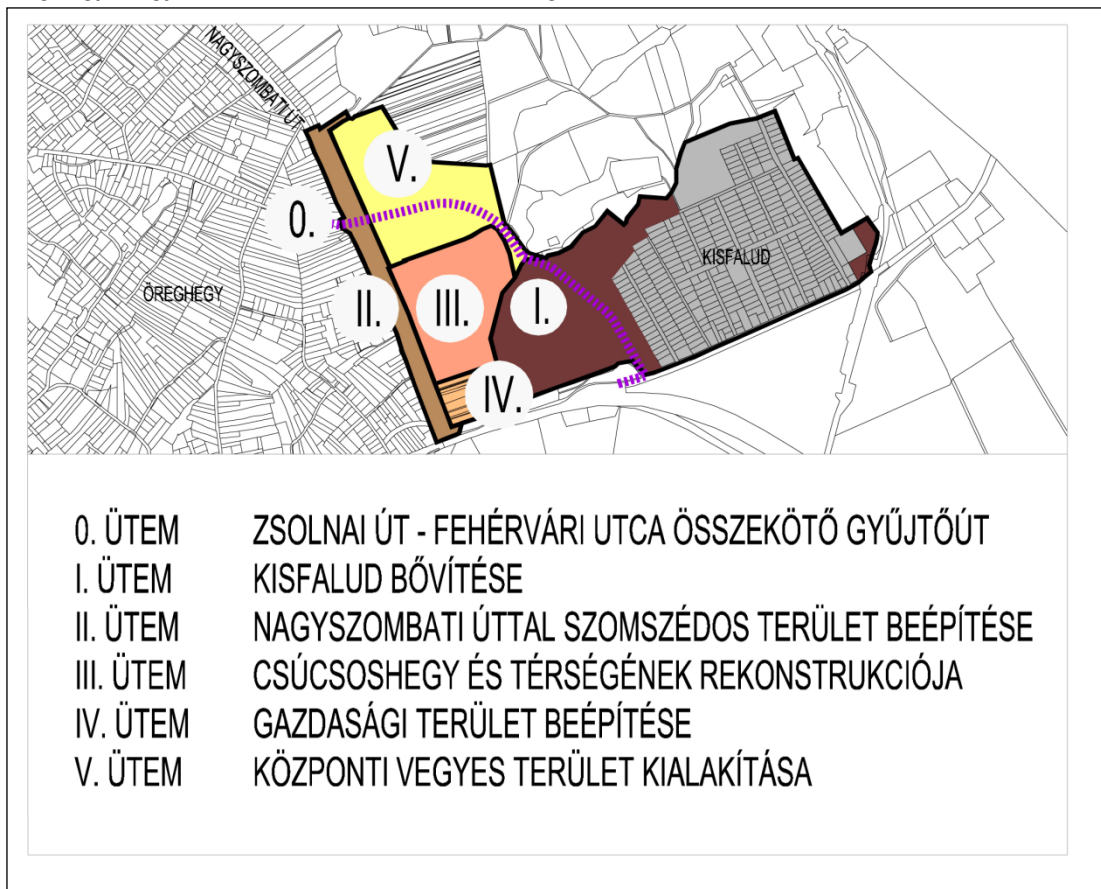 NAGYSZOMBATI ÚT
V.
0.
KISFALUD
ÖREGHEGY
II.
III.
I.
IV.
0. ÜTEM ZSOLNAI ÚT - FEHÉRVÁRI UTCA ÖSSZEKÖTŐ GYŰJTŐÚT
I. ÜTEM KISFALUD BŐVÍTÉSE
II. ÜTEM NAGYSZOMBATI ÚTTAL SZOMSZÉDOS TERÜLET BEÉPÍTÉSE
III. ÜTEM CSÚCSOSHEGY ÉS TÉRSÉGÉNEK REKONSTRUKCIÓJA
IV. ÜTEM GAZDASÁGI TERÜLET BEÉPÍTÉSE
V. ÜTEM KÖZPONTI VEGYES TERÜLET KIALAKÍTÁSA